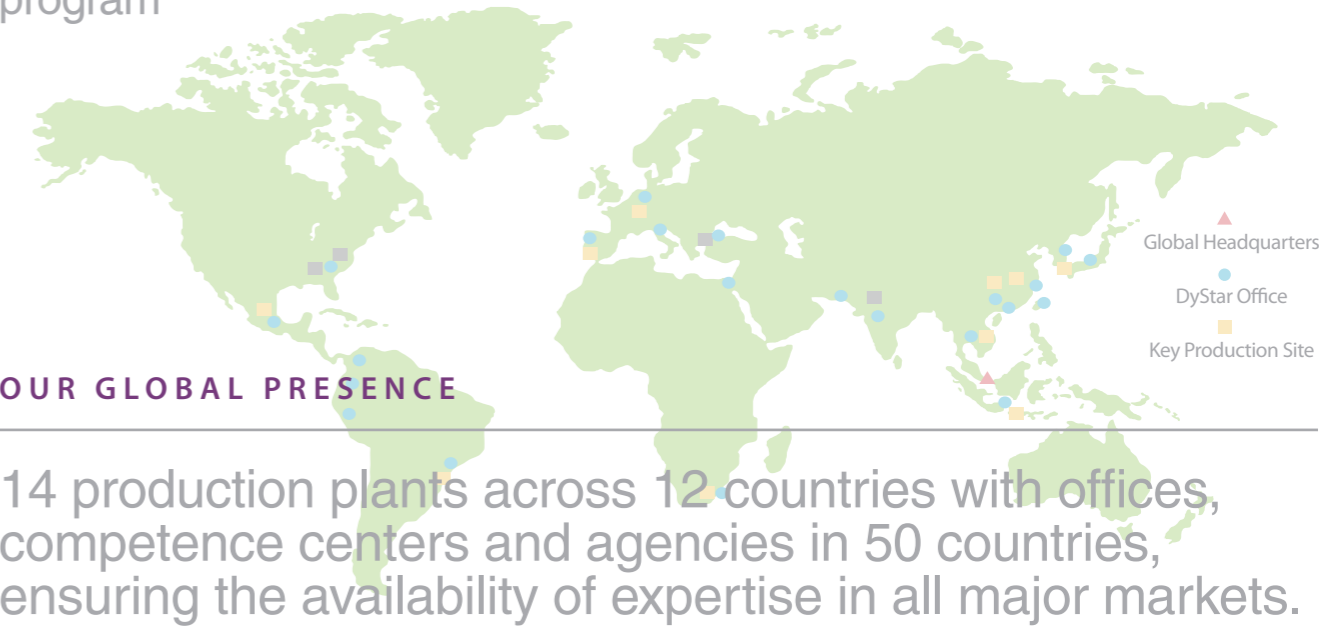 program
Global Headquarters
DyStar Office
Key Production Site
OUR GLOBAL PRESENCE
14 production plants across 12 countries with offices,
competence centers and agencies in 50 countries,
ensuring the availability of expertise in all major markets.